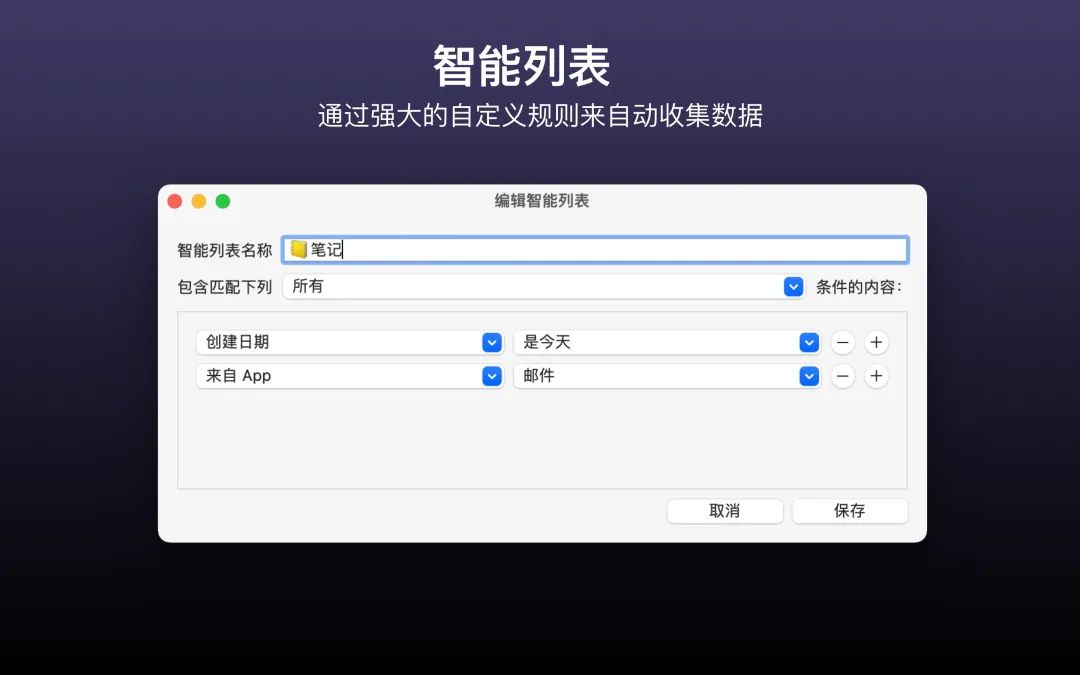 智能列表
通过强大的自定义规则来自动收集数据
编辑智能列表
智能列表名称 笔记
包含匹配下列 所有 条件的内容：
创建日期 是今天
来自 App 邮件
取消 保存